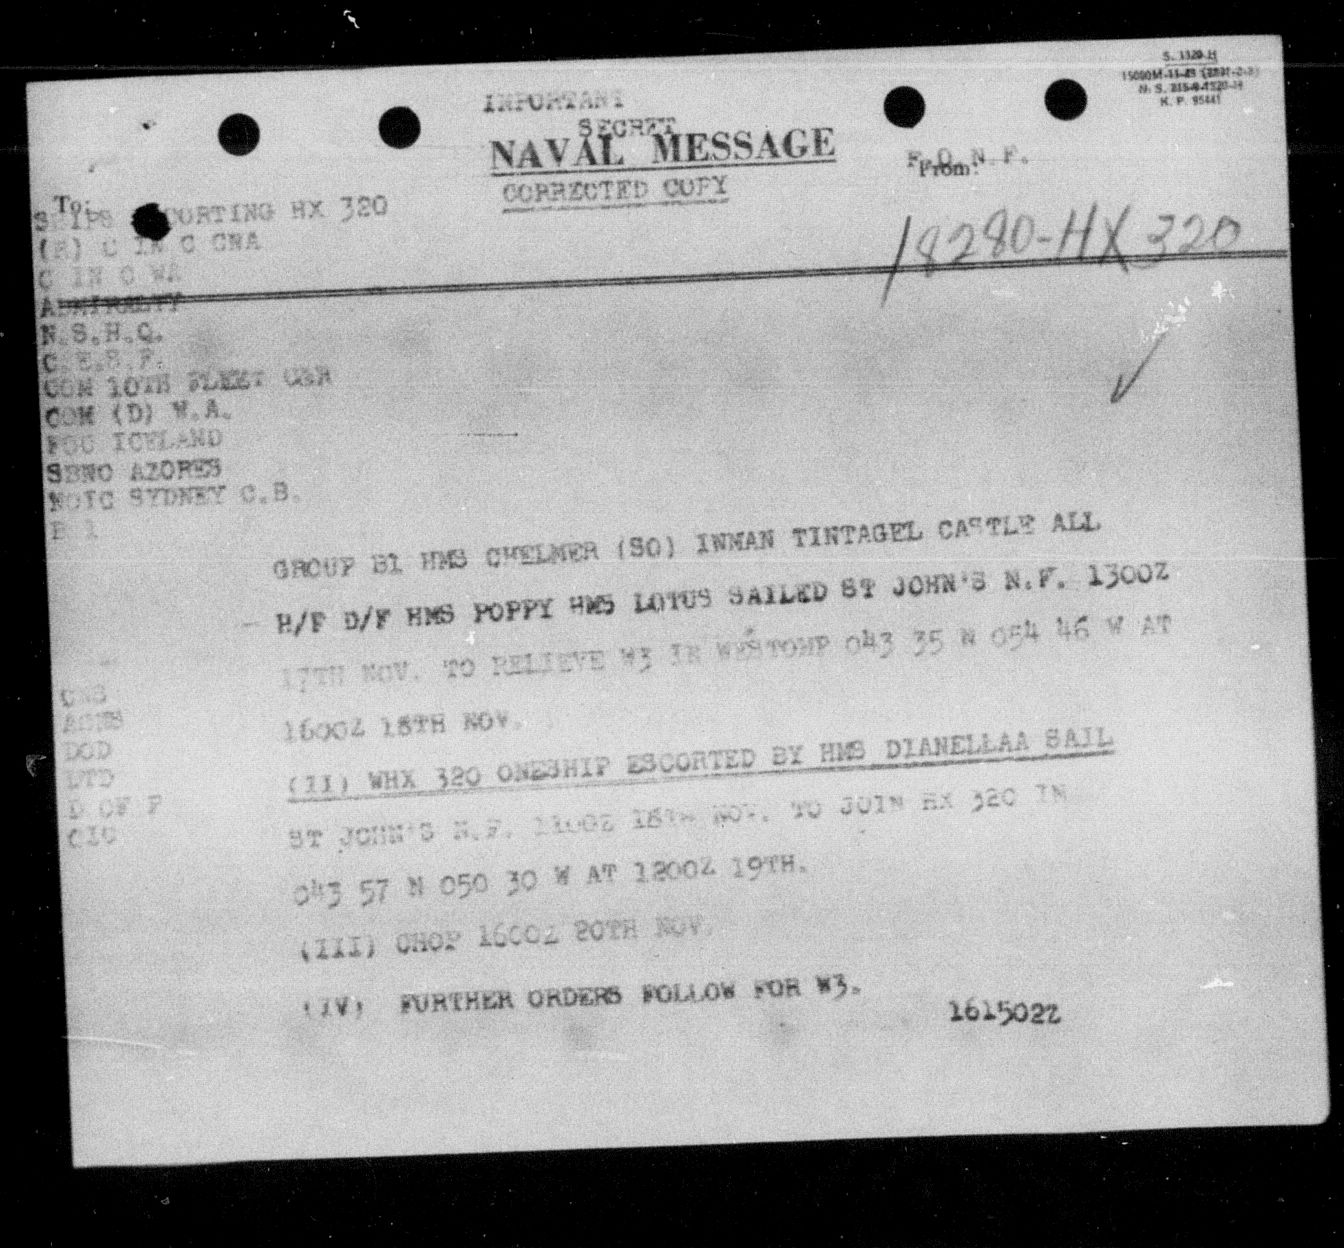 S. 1320-H
N. S. 815-9-1320-H
K. P. 95441
IMPORTANT
SECRET
NAVAL MESSAGE
CORRECTED COPY
From:
F.O.N.F.
To:
SHIPS ESCORTING HX 320
(R) C IN C CNA
C IN C WA
ADMIRALTY
N.S.H.Q.
C.E.S.F.
COM 10TH FLEET C&R
COM (D) W.A.
FOC ICELAND
SBNO AZORES
NOIC SYDNEY C.B.
B 1
18280-HX 320
GROUP B1 HMS CHELMER (SO) INMAN TINTAGEL CASTLE ALL
H/F D/F HMS POPPY HMS LOTUS SAILED ST JOHN'S N.F. 1300Z
17TH NOV. TO RELIEVE W3 IN WESTOMP 043 35 N 054 46 W AT
1600Z 18TH NOV.
(II) WHX 320 ONESHIP ESCORTED BY HMS DIANELLAA SAIL
ST JOHN'S N.F. 1100Z 18TH NOV. TO JOIN HX 320 IN
043 57 N 050 30 W AT 1200Z 19TH.
(III) CHOP 1600Z 20TH NOV.
(IV) FURTHER ORDERS FOLLOW FOR W3.
161502Z
CNS
ACNS
DOD
DTD
D OF P
CIC